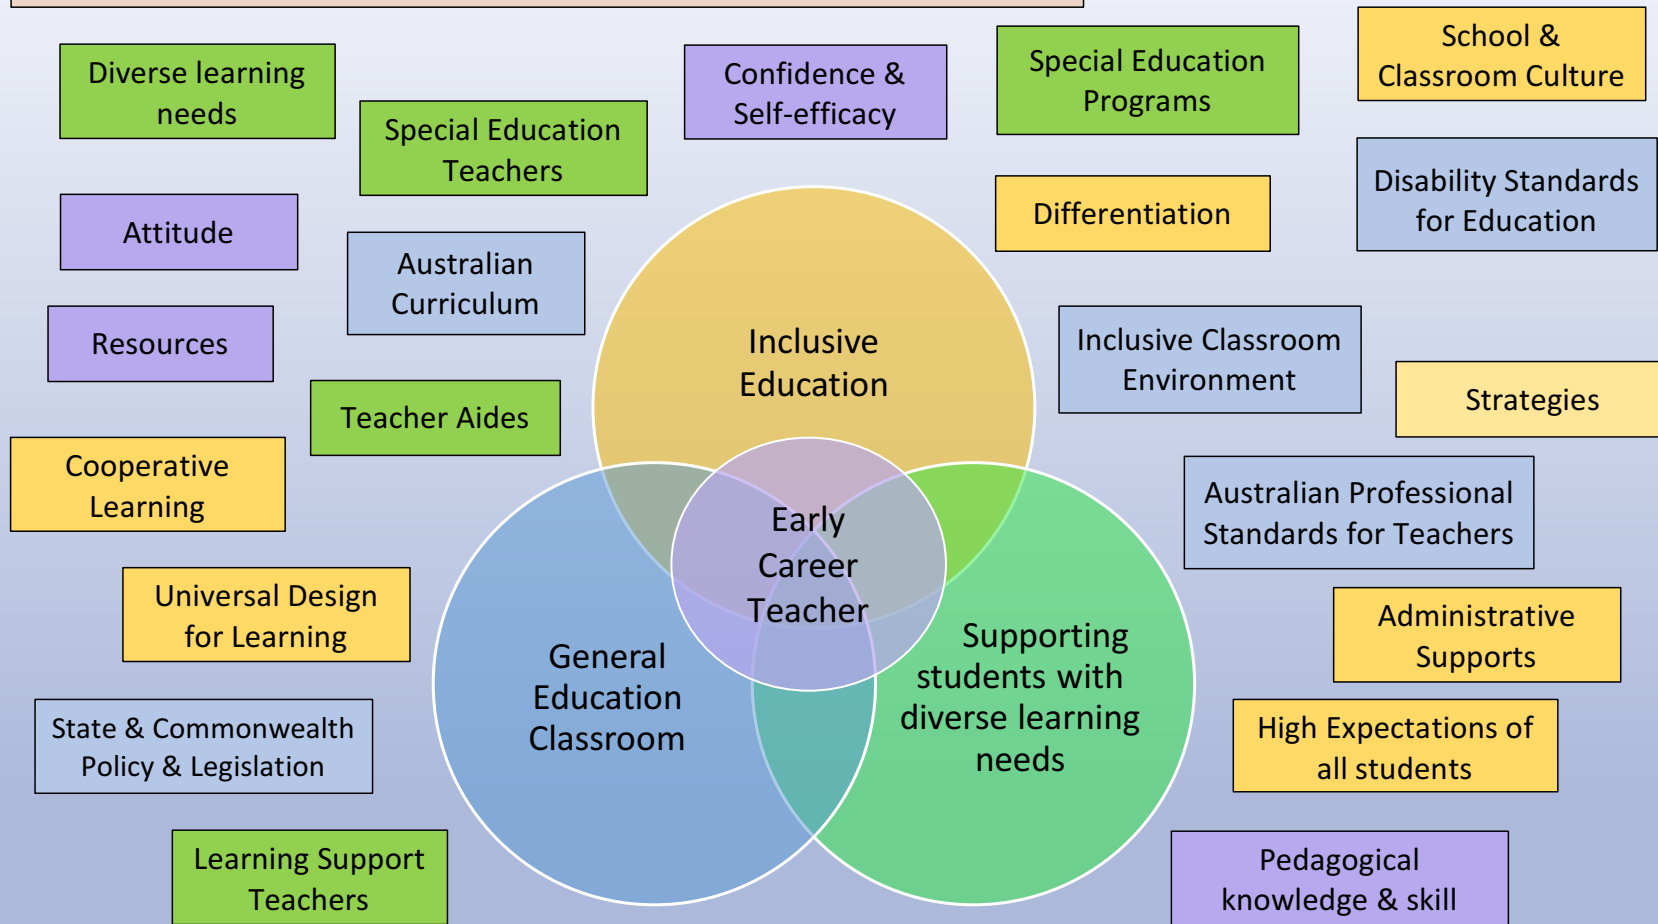 Diverse learning
needs
Special Education
Teachers
Confidence &
Self-efficacy
Special Education
Programs
School &
Classroom Culture
Attitude
Australian
Curriculum
Differentiation
Disability Standards
for Education
Resources
Inclusive
Education
Inclusive Classroom
Environment
Teacher Aides
Strategies
Cooperative
Learning
Early
Career
Teacher
Australian Professional
Standards for Teachers
Universal Design
for Learning
General
Education
Classroom
Supporting
students with
diverse learning
needs
Administrative
Supports
State & Commonwealth
Policy & Legislation
High Expectations of
all students
Learning Support
Teachers
Pedagogical
knowledge & skill